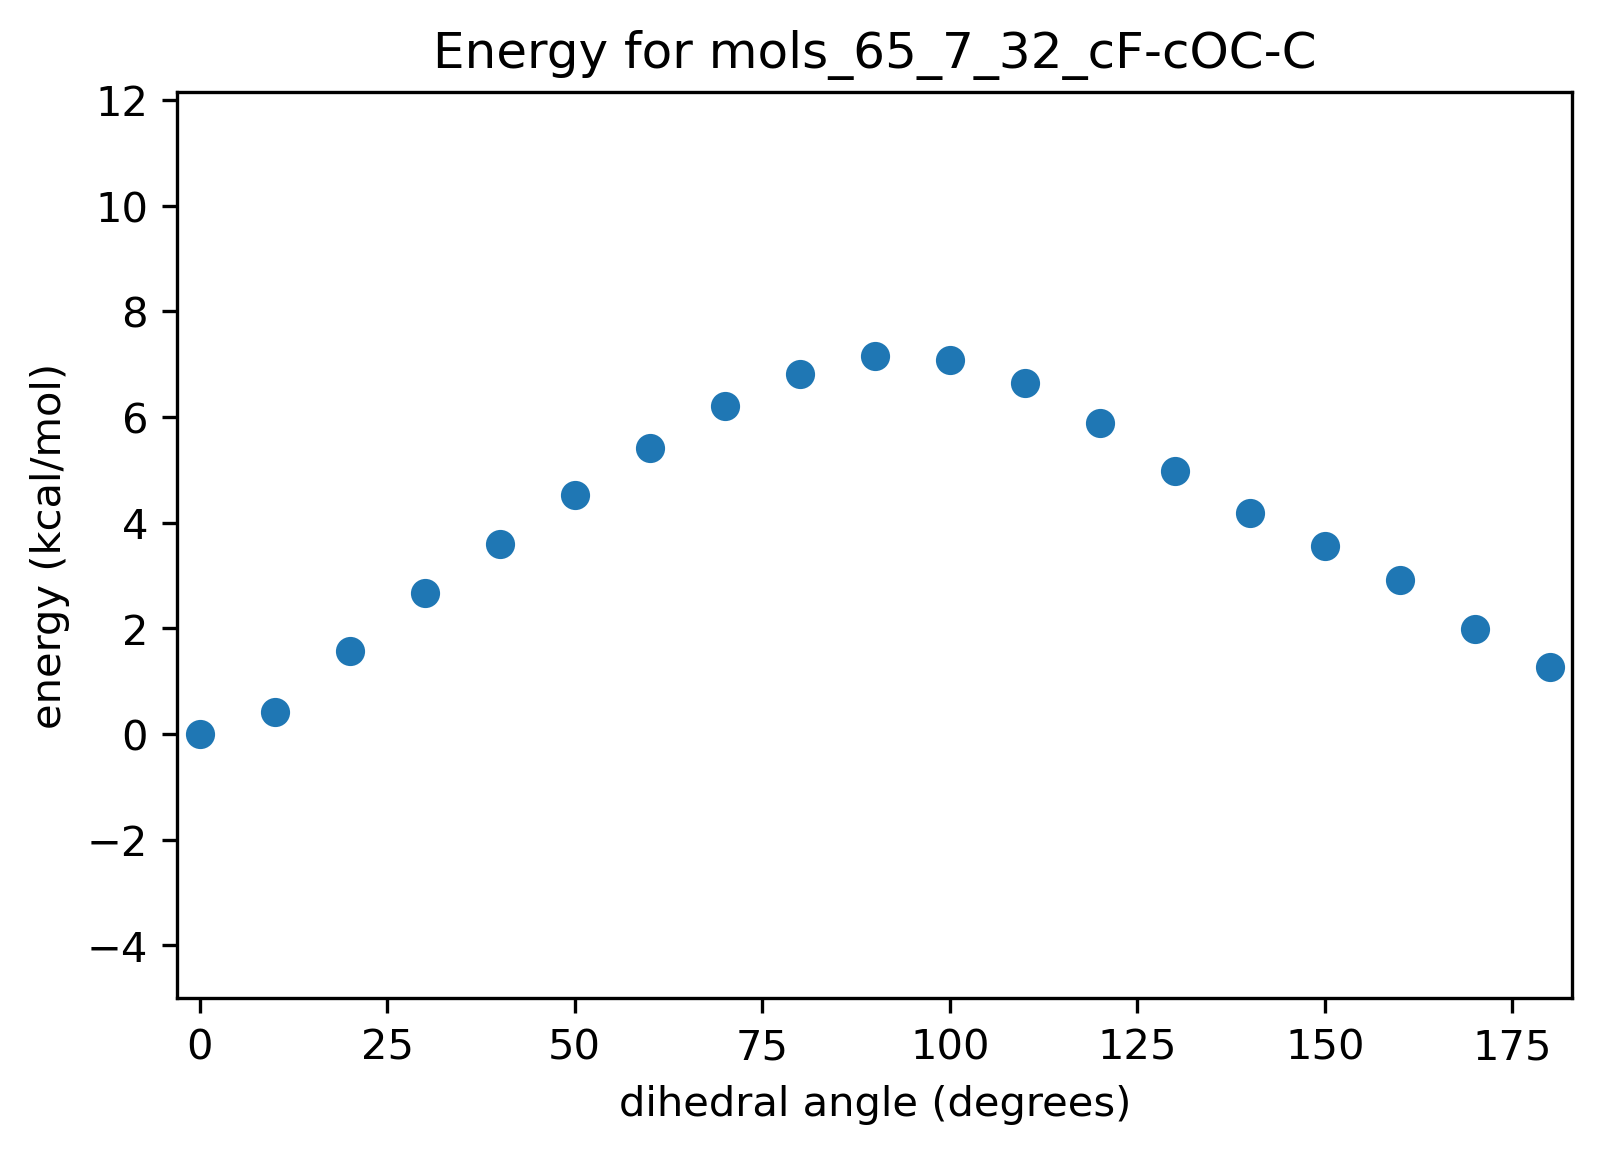 Energy for mols_65_7_32_cF-cOC-C
12
10
8
6
4
2
0
−2
−4
energy (kcal/mol)
0 25 50 75 100 125 150 175
dihedral angle (degrees)